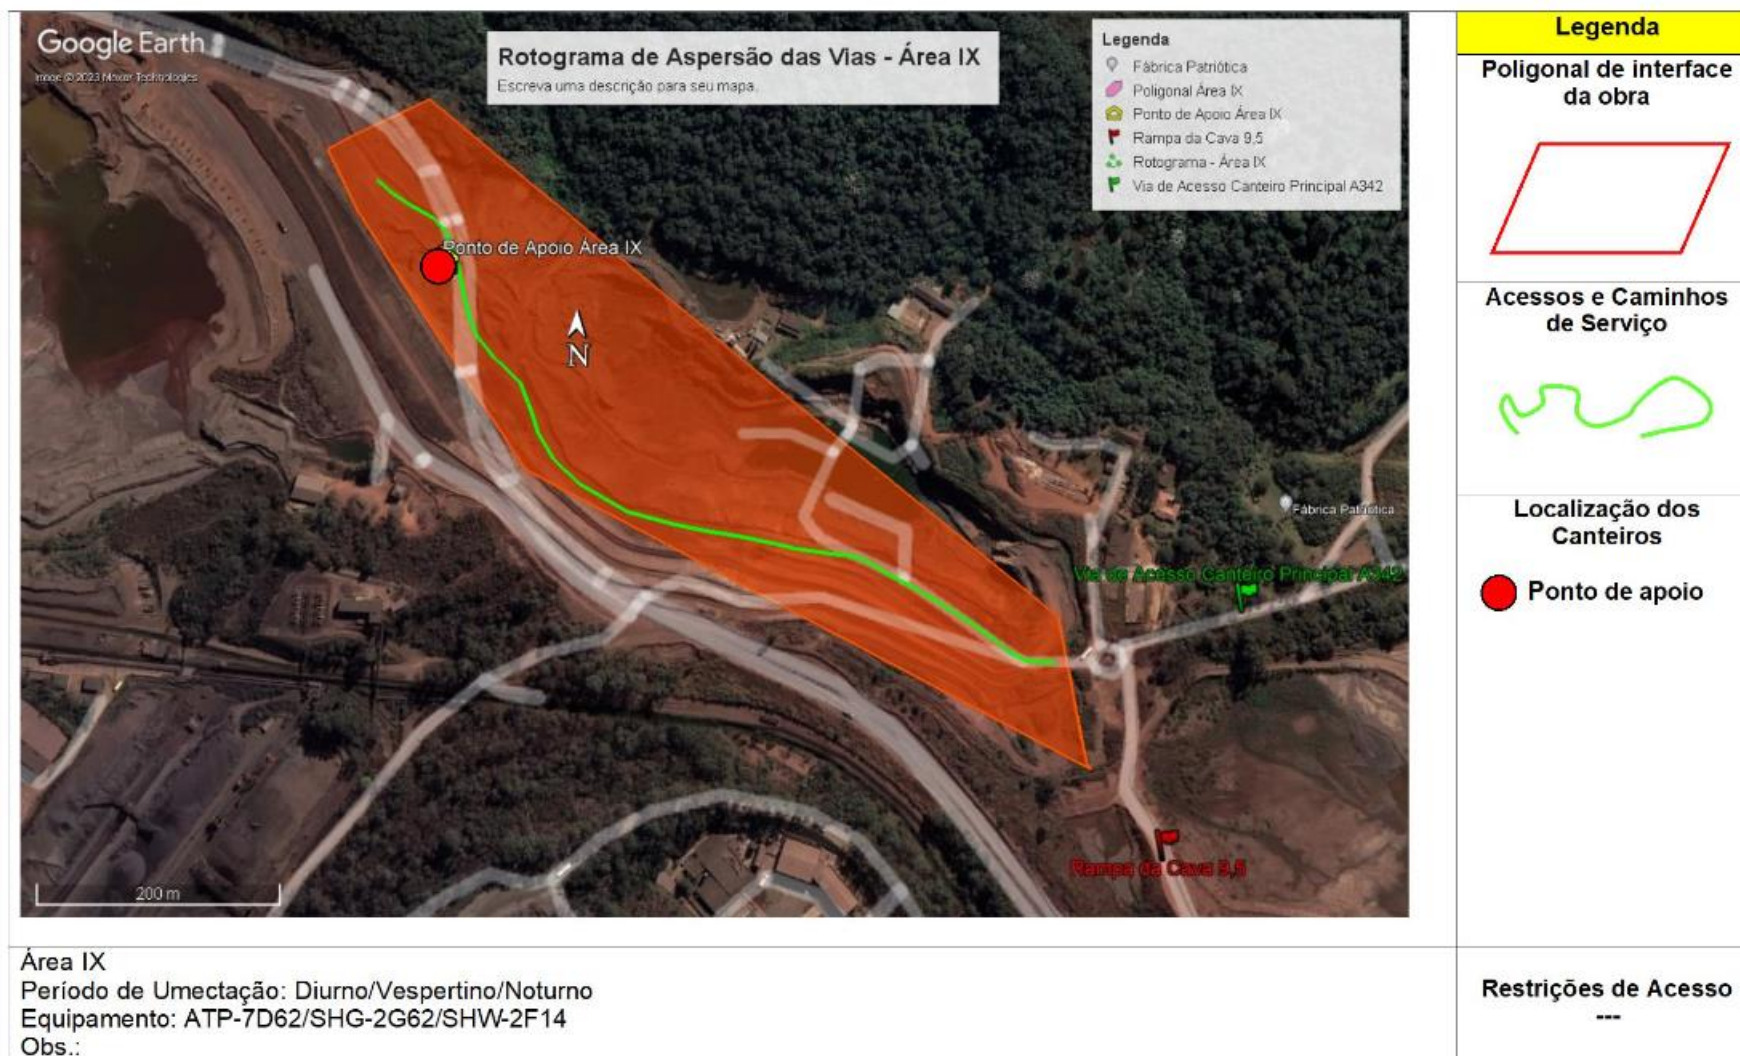 Google Earth
Image © 2023 Maxar Technologies
Rotograma de Aspersão das Vias - Área IX
Escreva uma descrição para seu mapa.
Legenda
Fábrica Patriótica
Poligonal Área IX
Ponto de Apoio Área IX
Rampa da Cava 9,5
Rotograma - Área IX
Via de Acesso Canteiro Principal A342
Ponto de Apoio Área IX
N
Fábrica Patriótica
Via de Acesso Canteiro Principal A342
Rampa da Cava 9,5
200 m
Legenda
Poligonal de interface
da obra
Acessos e Caminhos
de Serviço
Localização dos
Canteiros
Ponto de apoio
Área IX
Período de Umectação: Diurno/Vespertino/Noturno
Equipamento: ATP-7D62/SHG-2G62/SHW-2F14
Obs.:
Restrições de Acesso
---